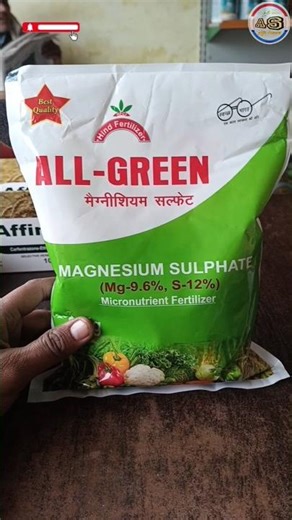 AS
Best
Quality
Hind Fertilizer
ALL-GREEN
मैग्नीशियम सल्फेट
Affin
MAGNESIUM SULPHATE
(Mg-9.6%, S-12%)
Micronutrient Fertilizer